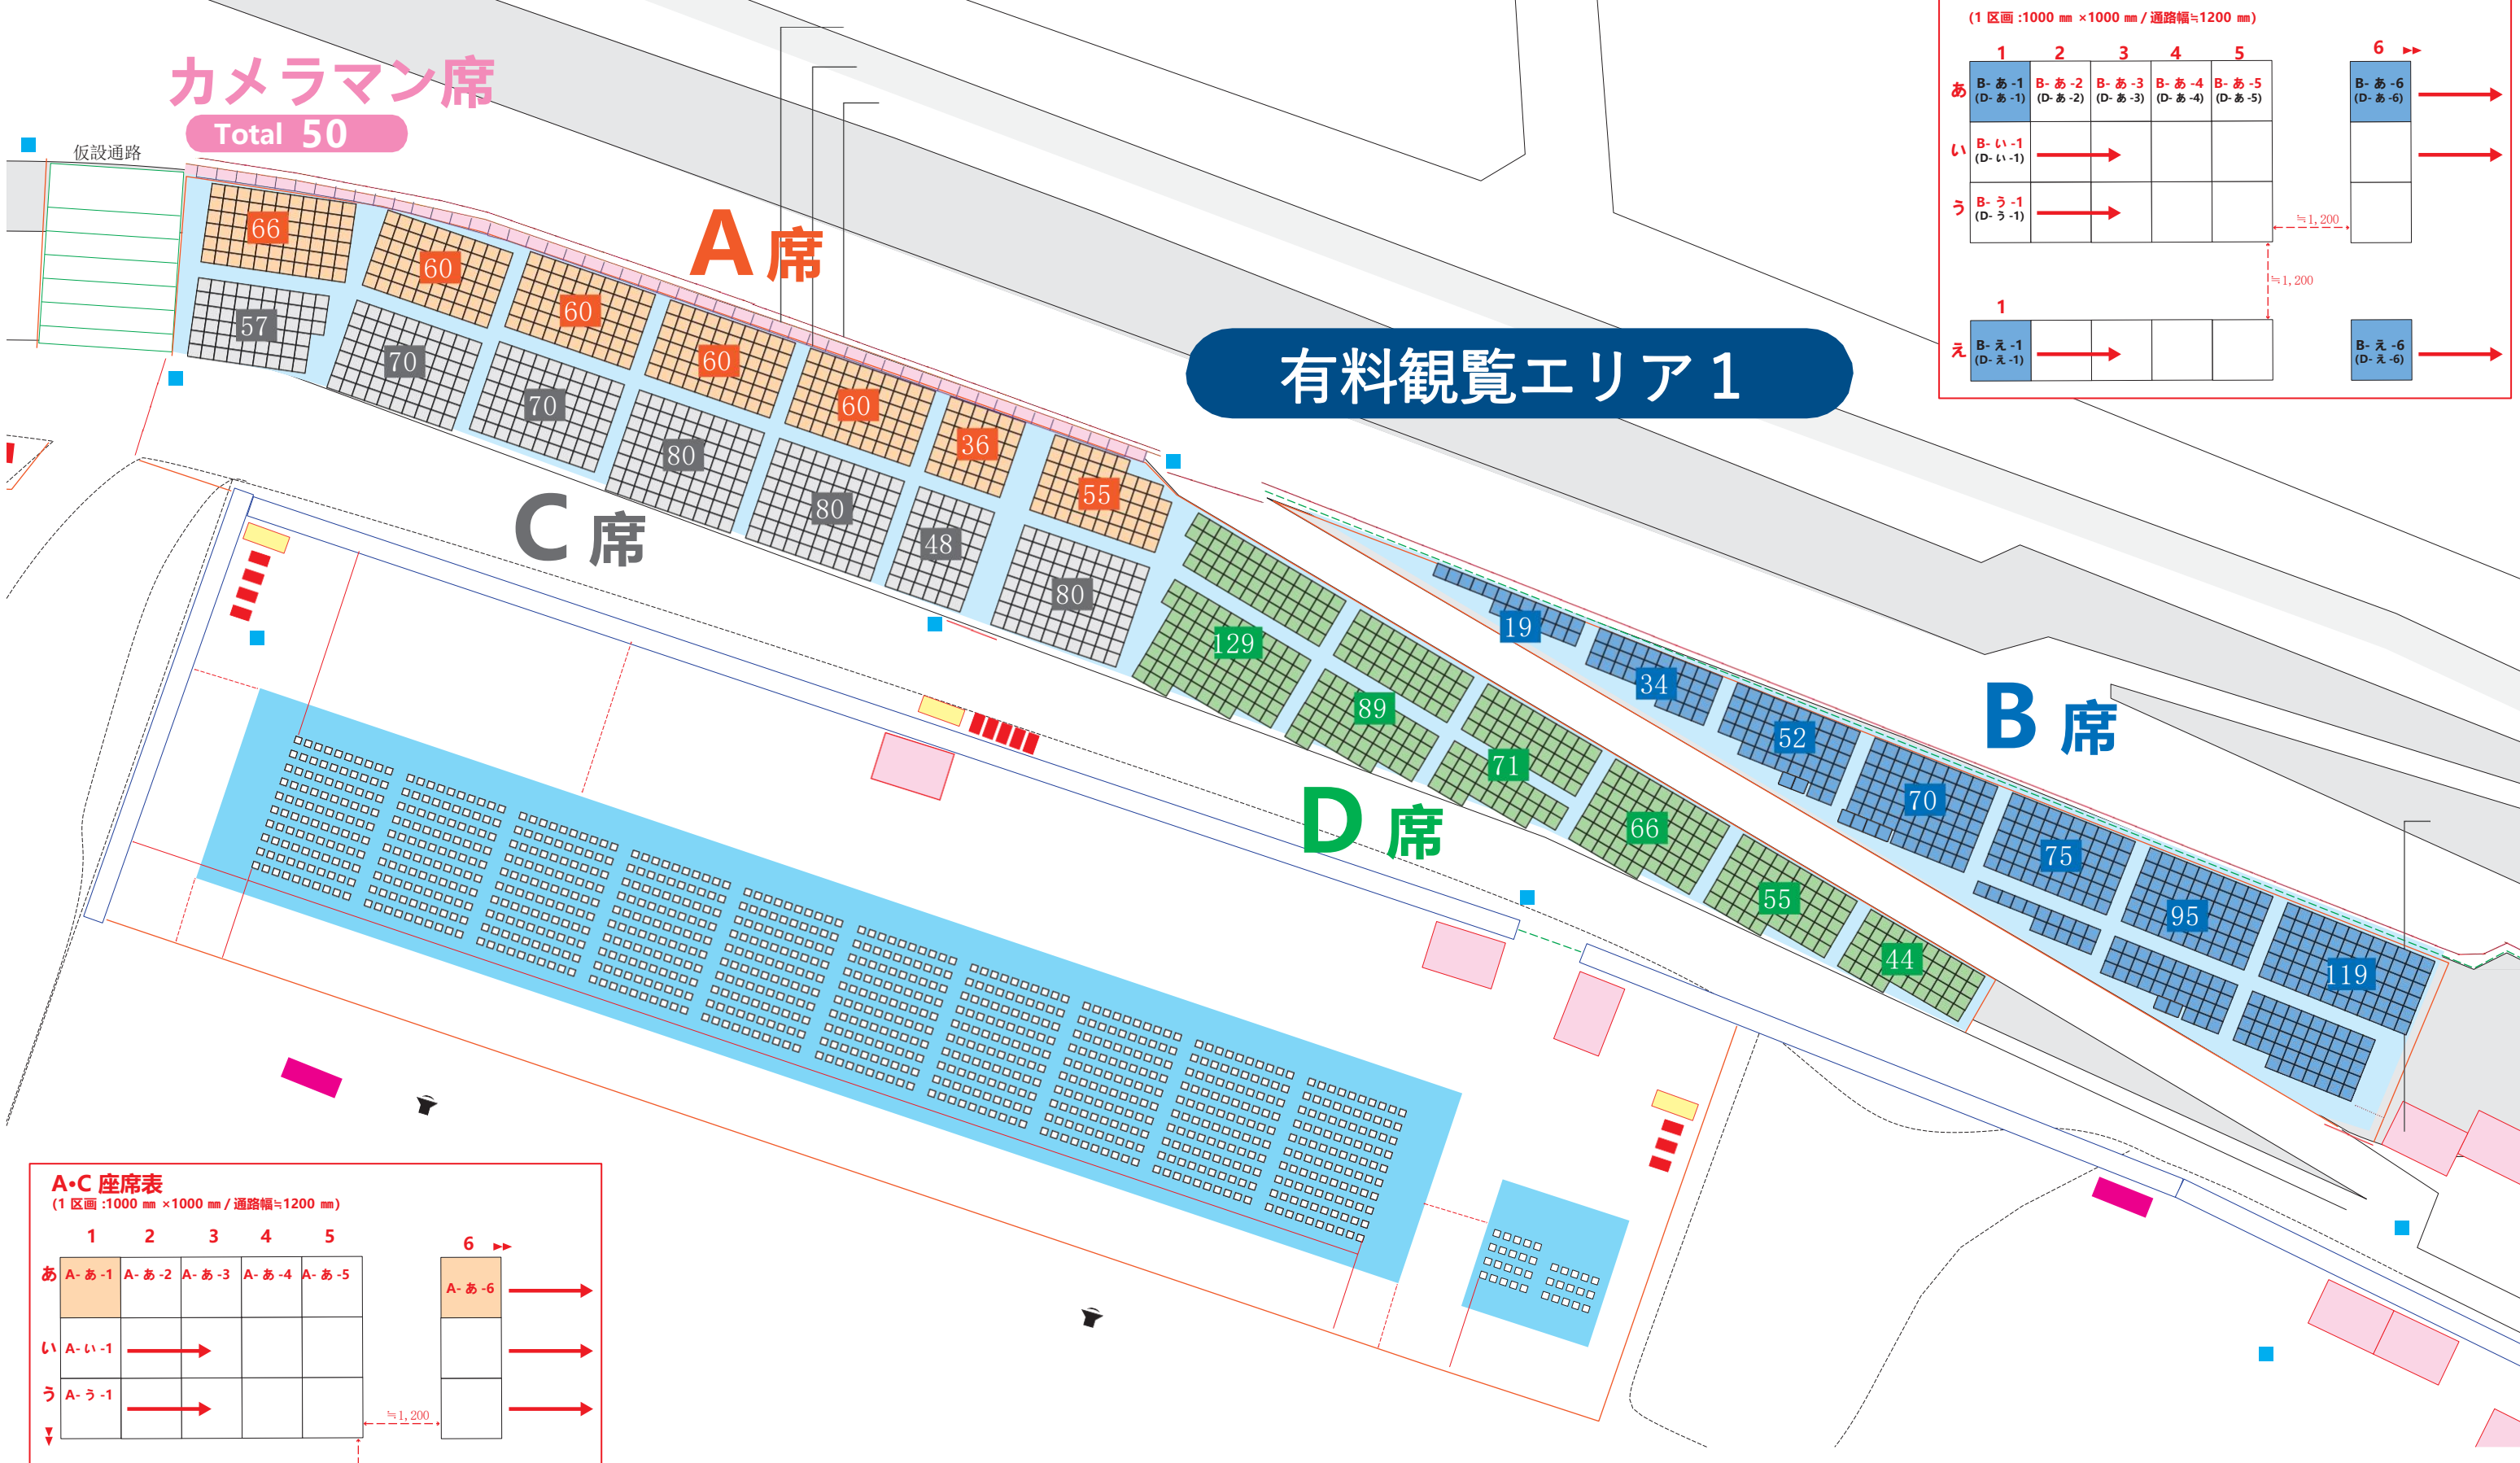 カメラマン席
Total 50
仮設通路
A 席
66
60
60
60
60
36
55
57
70
70
80
80
48
80
C 席
有料観覧エリア1
129
89
71
66
55
44
D 席
19
34
52
70
75
95
119
B 席
(1 区画 :1000 ㎜ ×1000 ㎜ / 通路幅≒1200 ㎜)
1 2 3 4 5 6
あ B- あ -1 B- あ -2 B- あ -3 B- あ -4 B- あ -5 B- あ -6
(D- あ -1) (D- あ -2) (D- あ -3) (D- あ -4) (D- あ -5) (D- あ -6)
い B- い -1
(D- い -1)
う B- う -1
(D- う -1)
≒1,200
≒1,200
1
え B- え -1 B- え -6
(D- え -1) (D- え -6)
A•C 座席表
(1 区画 :1000 ㎜ ×1000 ㎜ / 通路幅≒1200 ㎜)
1 2 3 4 5 6
あ A- あ -1 A- あ -2 A- あ -3 A- あ -4 A- あ -5 A- あ -6
い A- い -1
う A- う -1
≒1,200